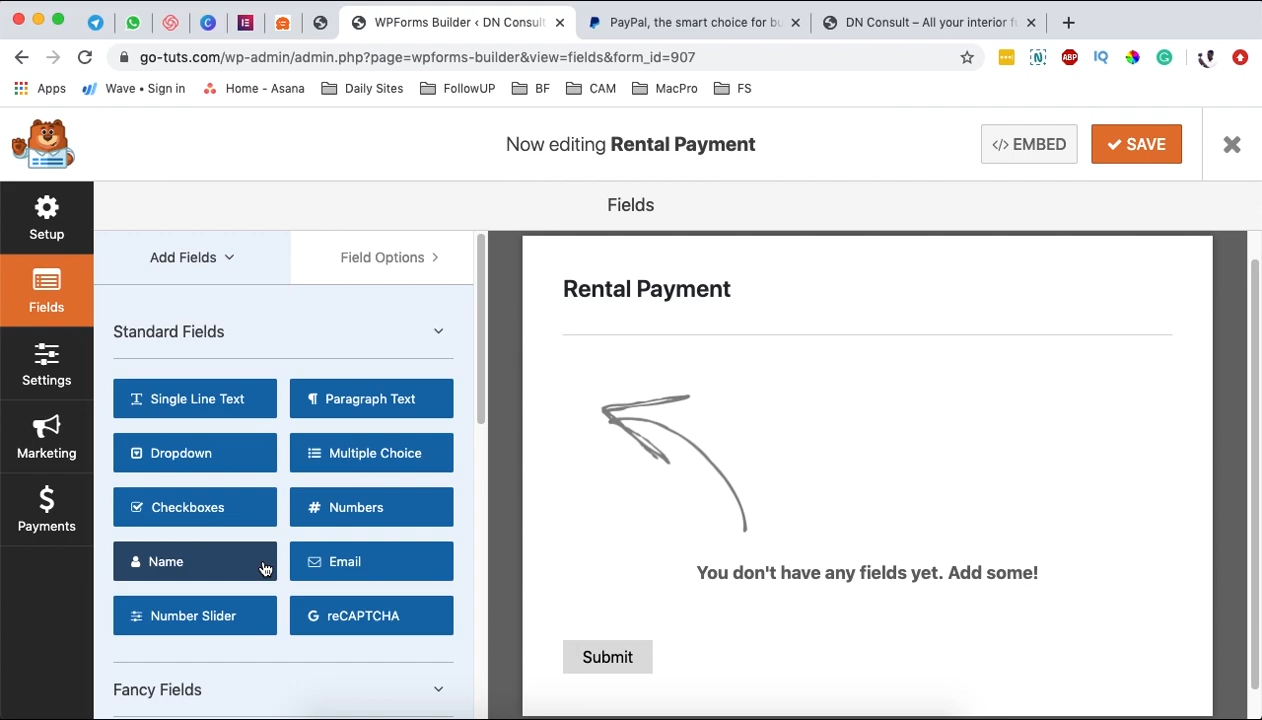 WPForms Builder ‹ DN Consult
PayPal, the smart choice for bu
DN Consult – All your interior f
go-tuts.com/wp-admin/admin.php?page=wpforms-builder&view=fields&form_id=907
Apps
Wave • Sign in
Home - Asana
Daily Sites
FollowUP
BF
CAM
MacPro
FS
Now editing Rental Payment
</> EMBED
SAVE
Fields
Setup
Fields
Settings
Marketing
Payments
Add Fields
Field Options
Standard Fields
Single Line Text
Paragraph Text
Dropdown
Multiple Choice
Checkboxes
Numbers
Name
Email
Number Slider
reCAPTCHA
Fancy Fields
Rental Payment
You don't have any fields yet. Add some!
Submit